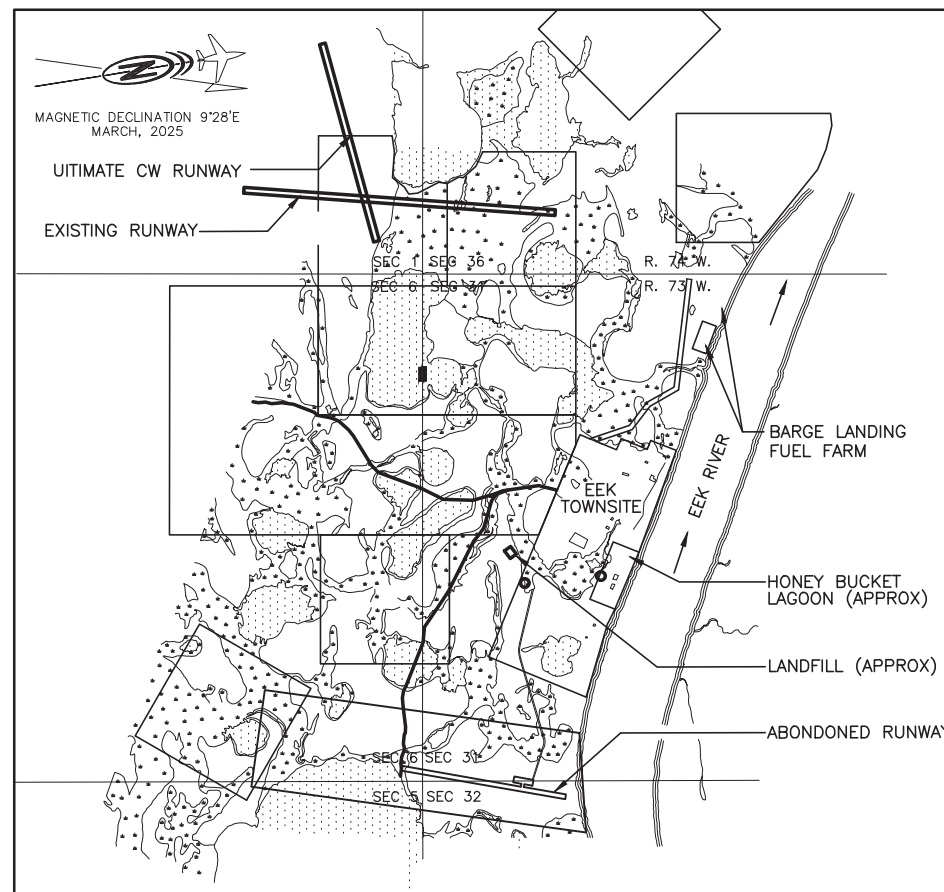 N
MAGNETIC DECLINATION 9°28'E
MARCH, 2025
UITIMATE CW RUNWAY
EXISTING RUNWAY
SEC 1 SEC 36
R. 74 W.
SEC 6 SEC 31
R. 73 W.
BARGE LANDING
FUEL FARM
EEK RIVER
EEK
TOWNSITE
HONEY BUCKET
LAGOON (APPROX)
LANDFILL (APPROX)
ABONDONED RUNWAY
SEC 6 SEC 31
SEC 5 SEC 32